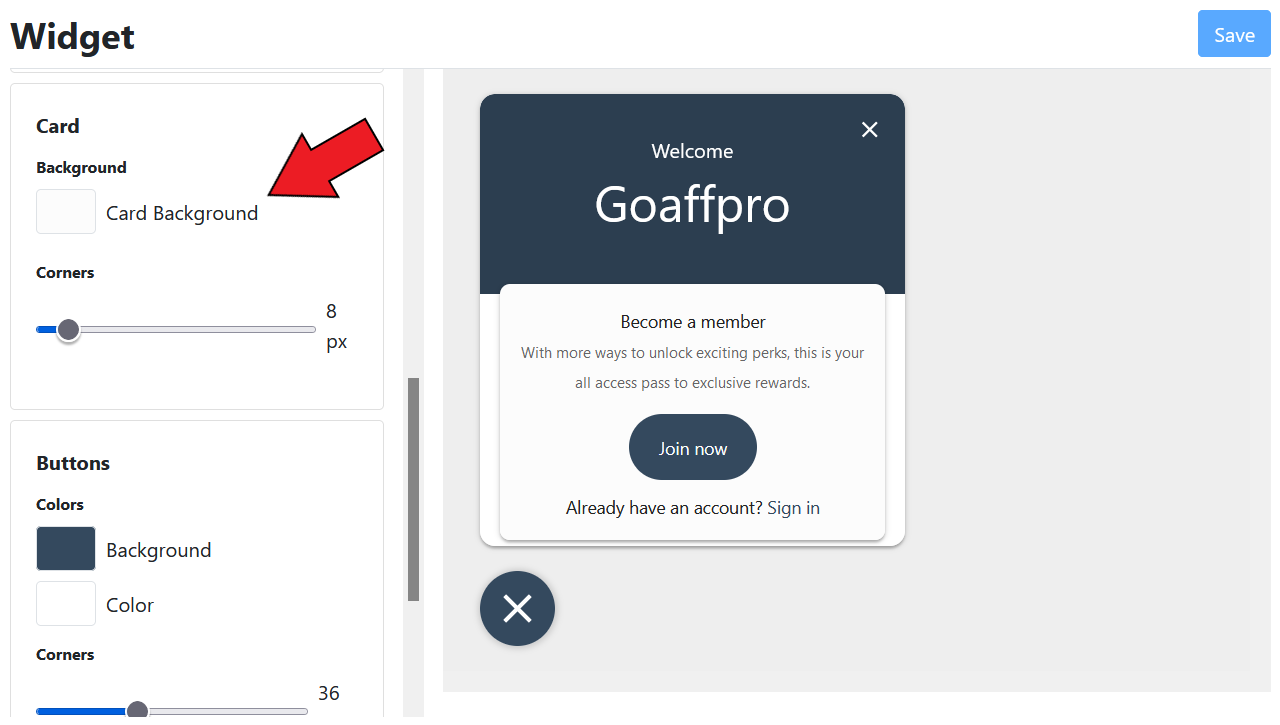 Widget
Save
Card
Background
Card Background
Corners
8
px
Buttons
Colors
Background
Color
Corners
36
Welcome
Goaffpro
Become a member
With more ways to unlock exciting perks, this is your
all access pass to exclusive rewards.
Join now
Already have an account? Sign in